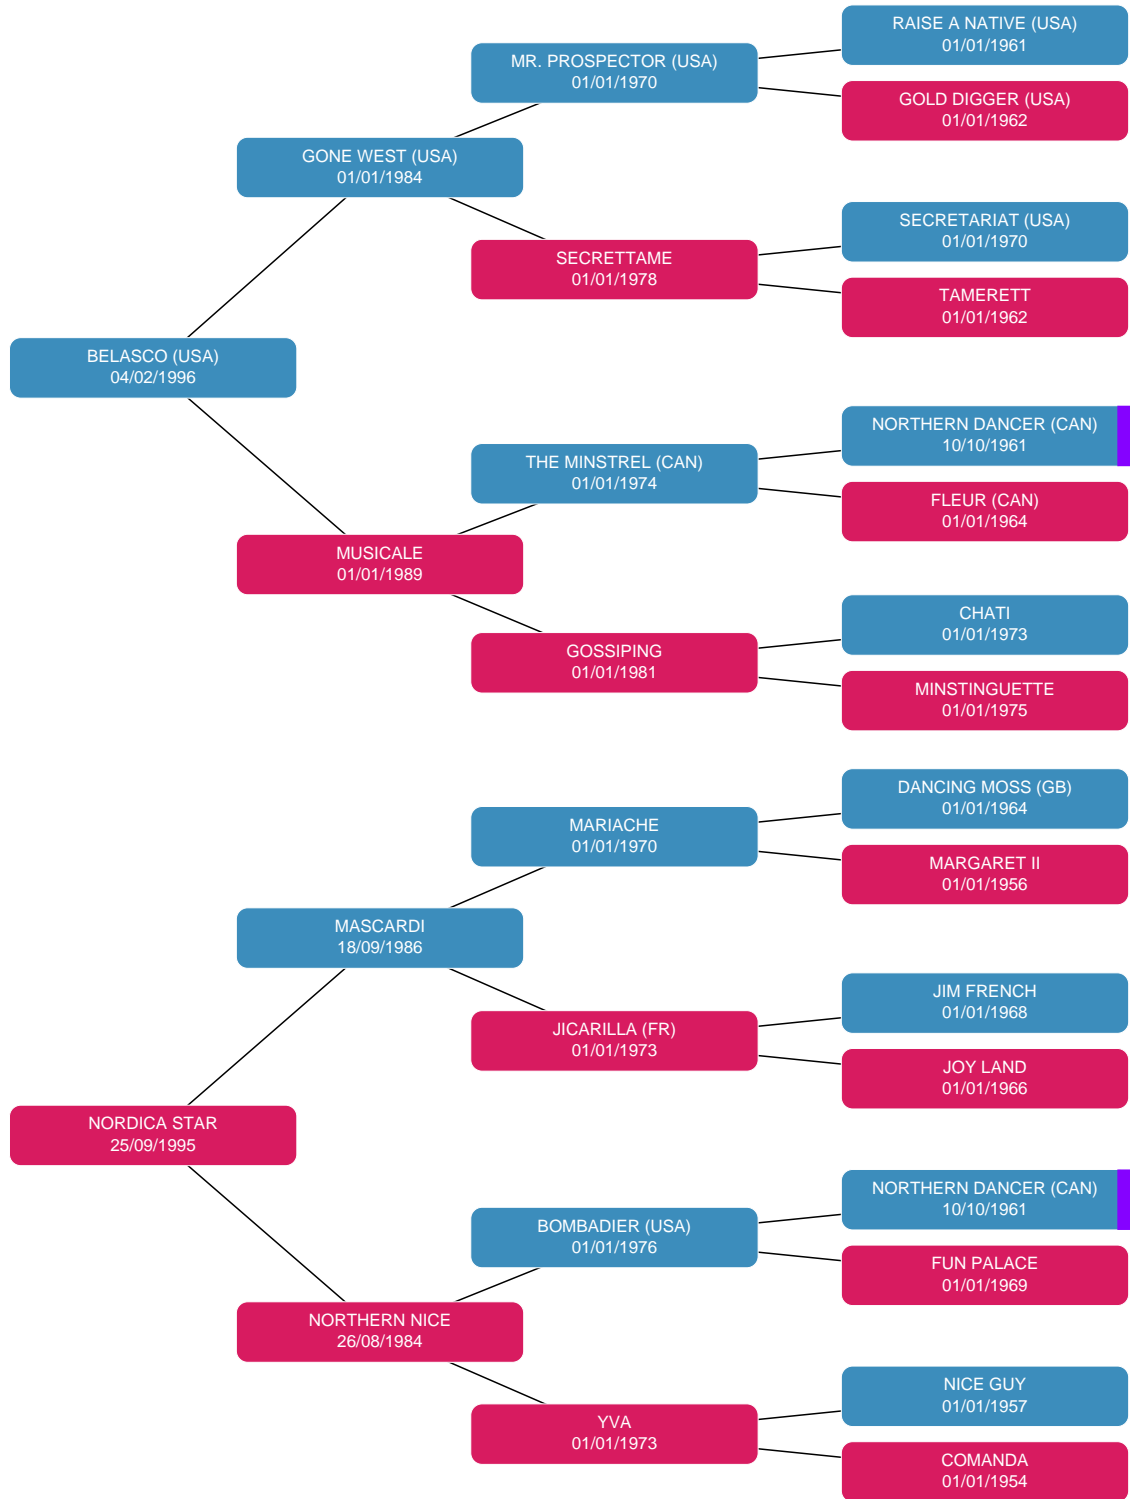 RAISE A NATIVE (USA)
01/01/1961
MR. PROSPECTOR (USA)
01/01/1970
GOLD DIGGER (USA)
01/01/1962
GONE WEST (USA)
01/01/1984
SECRETARIAT (USA)
01/01/1970
SECRETTAME
01/01/1978
TAMERETT
01/01/1962
BELASCO (USA)
04/02/1996
NORTHERN DANCER (CAN)
10/10/1961
THE MINSTREL (CAN)
01/01/1974
FLEUR (CAN)
01/01/1964
MUSICALE
01/01/1989
CHATI
01/01/1973
GOSSIPING
01/01/1981
MINSTINGUETTE
01/01/1975
DANCING MOSS (GB)
01/01/1964
MARIACHE
01/01/1970
MARGARET II
01/01/1956
MASCARDI
18/09/1986
JIM FRENCH
01/01/1968
JICARILLA (FR)
01/01/1973
JOY LAND
01/01/1966
NORDICA STAR
25/09/1995
NORTHERN DANCER (CAN)
10/10/1961
BOMBADIER (USA)
01/01/1976
FUN PALACE
01/01/1969
NORTHERN NICE
26/08/1984
NICE GUY
01/01/1957
YVA
01/01/1973
COMANDA
01/01/1954